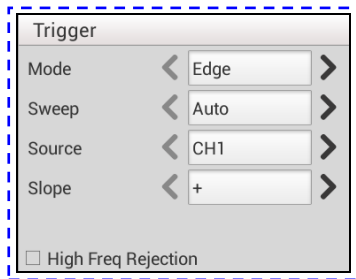 Trigger
Mode Edge
Sweep Auto
Source CH1
Slope +
High Freq Rejection